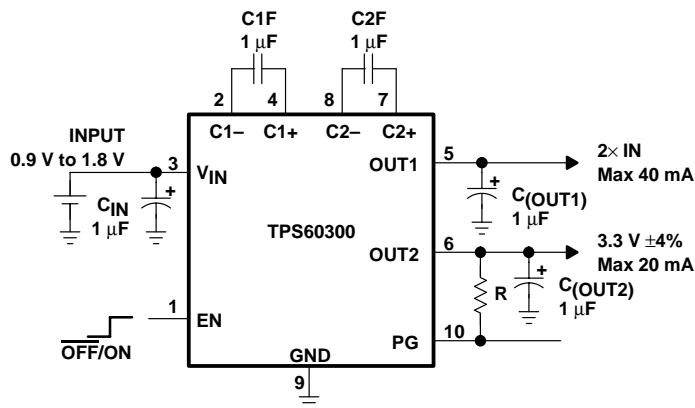 C1F
1 μF
C2F
1 μF
2
4
8
7
C1–
C1+
C2–
C2+
INPUT
0.9 V to 1.8 V
3
VIN
CIN
1 μF
+
TPS60300
OUT1
5
2× IN
Max 40 mA
+
C(OUT1)
1 μF
OUT2
6
3.3 V ±4%
Max 20 mA
R
+
C(OUT2)
1 μF
1
EN
OFF/ON
PG
10
GND
9